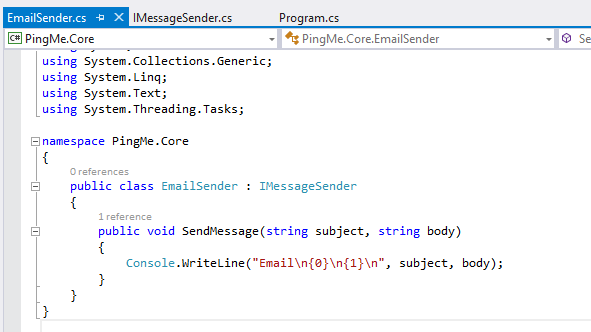 EmailSender.cs IMessageSender.cs Program.cs
C# PingMe.Core PingMe.Core.EmailSender Se
using System.Collections.Generic;
using System.Linq;
using System.Text;
using System.Threading.Tasks;
namespace PingMe.Core
{
0 references
public class EmailSender : IMessageSender
{
1 reference
public void SendMessage(string subject, string body)
{
Console.WriteLine("Email\n{0}\n{1}\n", subject, body);
}
}
}